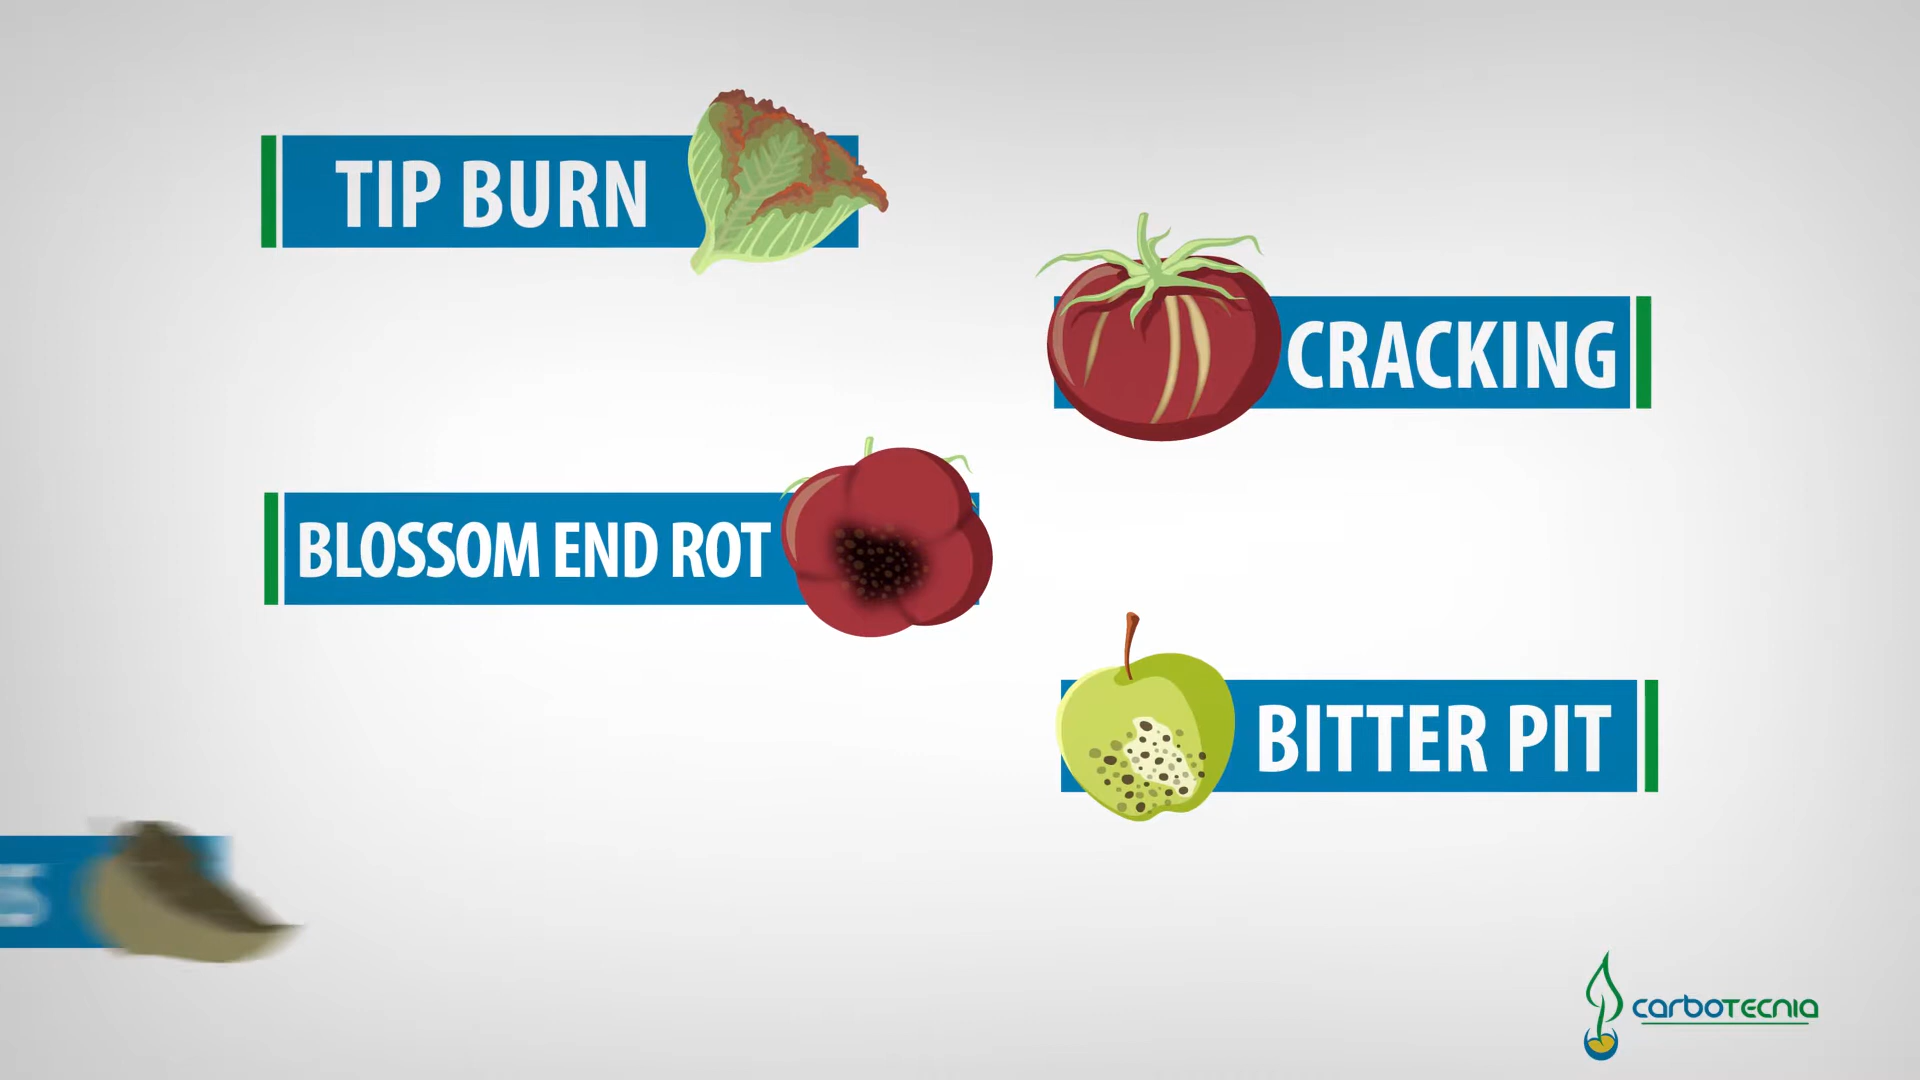 TIP BURN
CRACKING
BLOSSOM END ROT
BITTER PIT
carboTECNIA